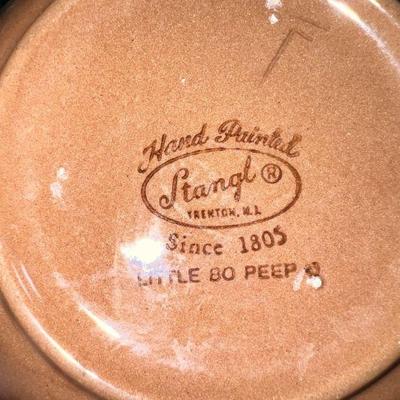 Hand Painted
Stangl ®
TRENTON, N.J.
Since 1805
LITTLE BO PEEP